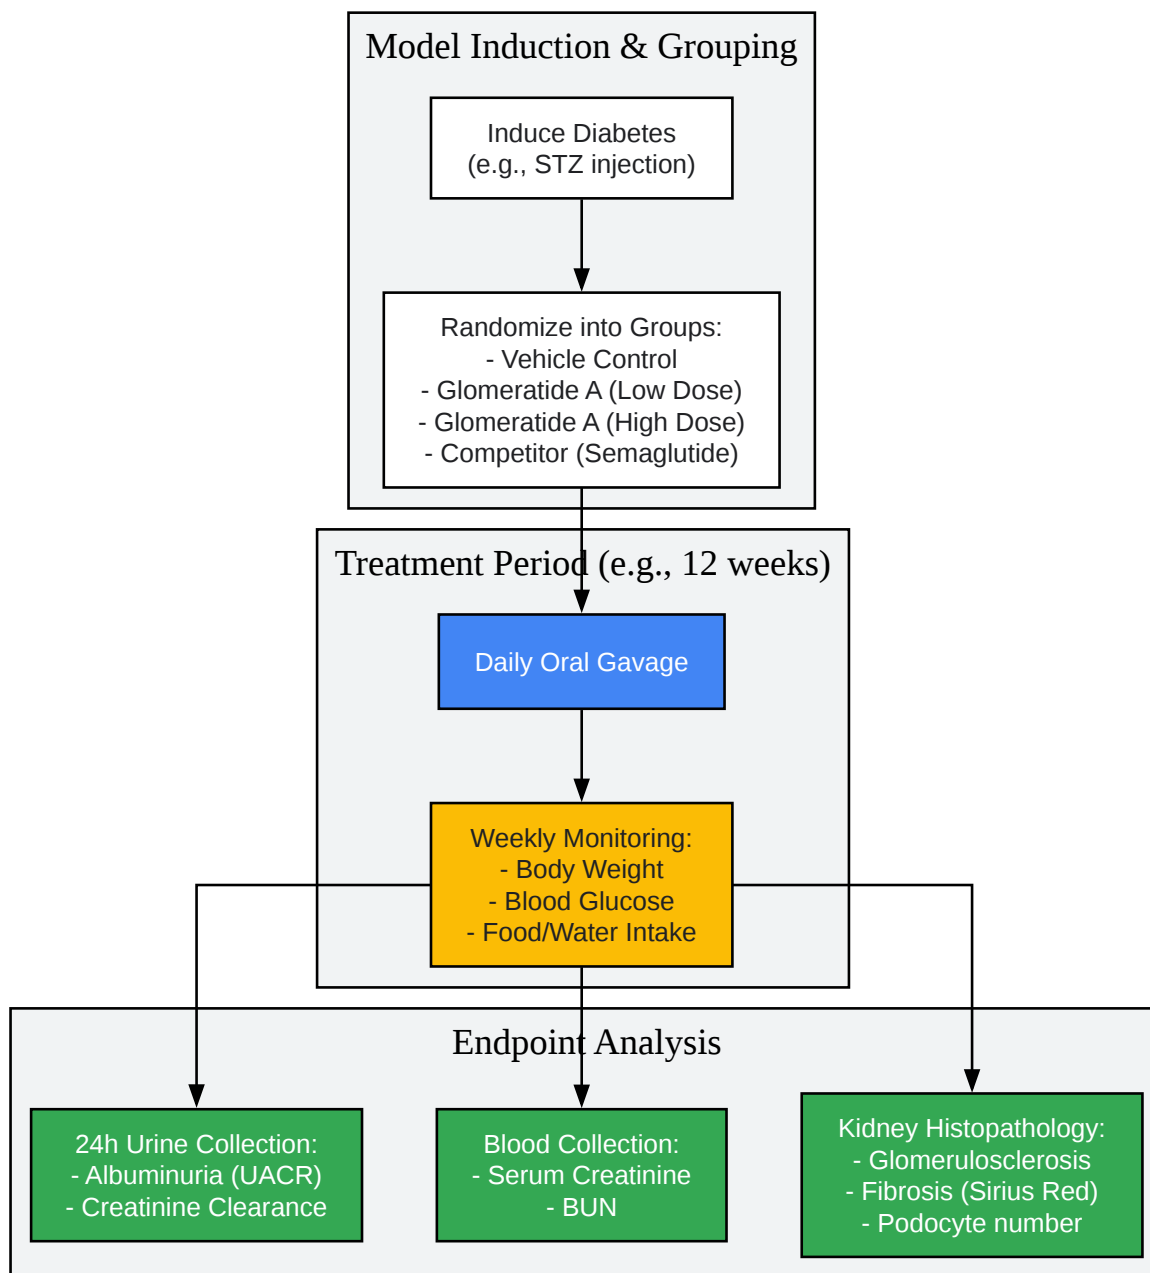 Model Induction & Grouping
Induce Diabetes
(e.g., STZ injection)
Randomize into Groups:
- Vehicle Control
- Glomeratide A (Low Dose)
- Glomeratide A (High Dose)
- Competitor (Semaglutide)
Treatment Period (e.g., 12 weeks)
Daily Oral Gavage
Weekly Monitoring:
- Body Weight
- Blood Glucose
- Food/Water Intake
Endpoint Analysis
24h Urine Collection:
- Albuminuria (UACR)
- Creatinine Clearance
Blood Collection:
- Serum Creatinine
- BUN
Kidney Histopathology:
- Glomerulosclerosis
- Fibrosis (Sirius Red)
- Podocyte number